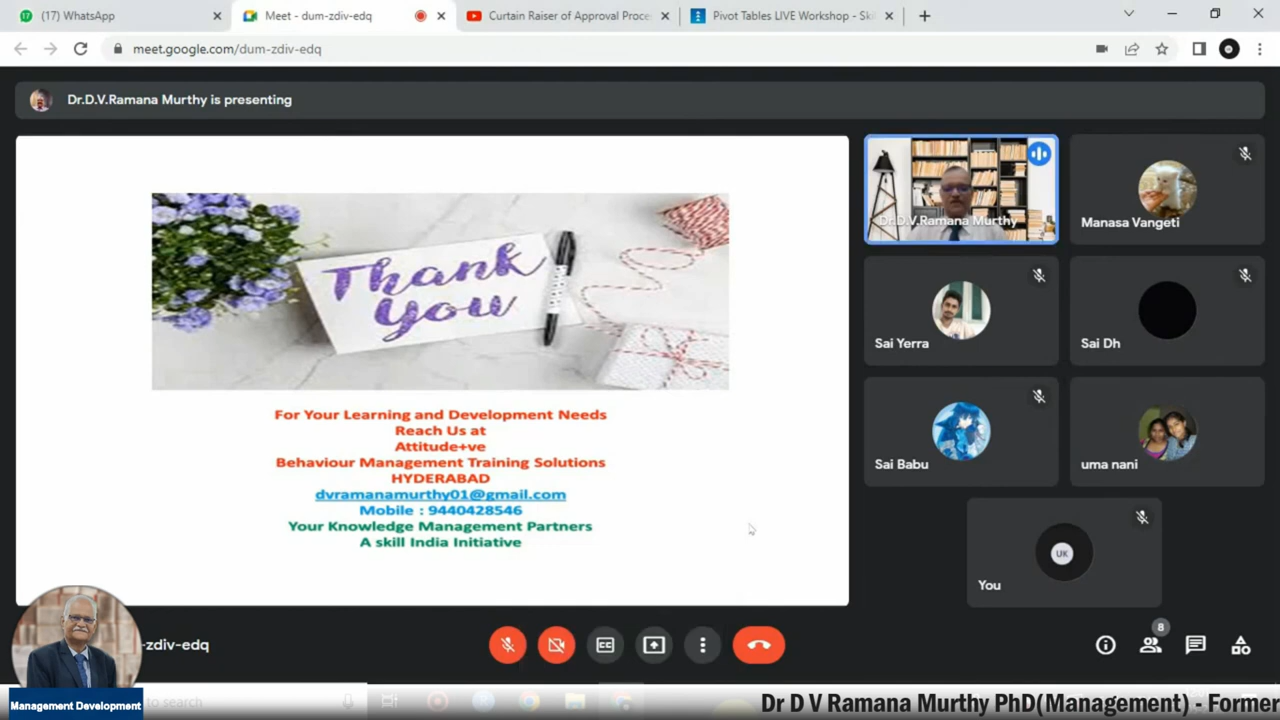 (17) WhatsApp
Meet - dum-zdiv-edq
Curtain Raiser of Approval Proce
Pivot Tables LIVE Workshop - Ski
meet.google.com/dum-zdiv-edq
Dr.D.V.Ramana Murthy is presenting
Thank
You
For Your Learning and Development Needs
Reach Us at
Attitude+ve
Behaviour Management Training Solutions
HYDERABAD
dvramanamurthy01@gmail.com
Mobile : 9440428546
Your Knowledge Management Partners
A skill India Initiative
Dr.D.V.Ramana Murthy
Manasa Vangeti
Sai Yerra
Sai Dh
Sai Babu
uma nani
UK
You
-zdiv-edq
CC
8
to search
Management Development
Dr D V Ramana Murthy PhD(Management) - Former